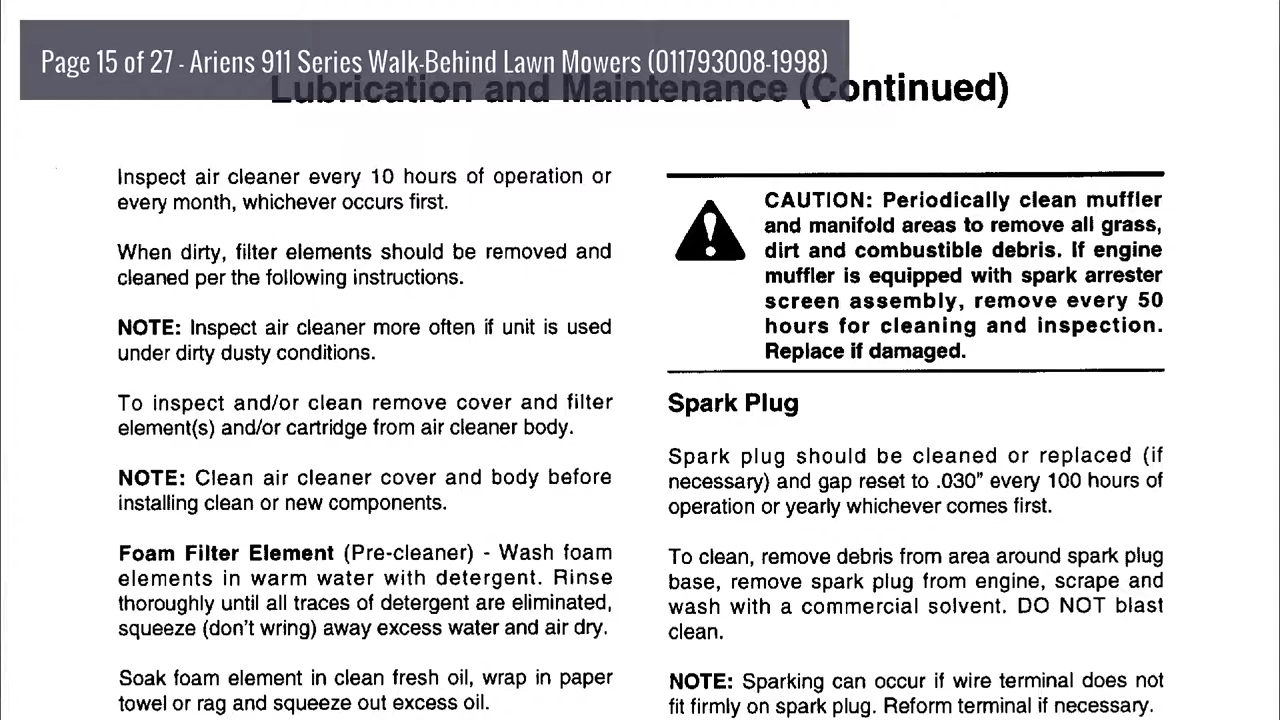 Page 15 of 27 - Ariens 911 Series Walk-Behind Lawn Mowers (011793008-1998)
Lubrication and Maintenance (Continued)
Inspect air cleaner every 10 hours of operation or
every month, whichever occurs first.
When dirty, filter elements should be removed and
cleaned per the following instructions.
NOTE: Inspect air cleaner more often if unit is used
under dirty dusty conditions.
To inspect and/or clean remove cover and filter
element(s) and/or cartridge from air cleaner body.
NOTE: Clean air cleaner cover and body before
installing clean or new components.
Foam Filter Element (Pre-cleaner) - Wash foam
elements in warm water with detergent. Rinse
thoroughly until all traces of detergent are eliminated,
squeeze (don't wring) away excess water and air dry.
Soak foam element in clean fresh oil, wrap in paper
towel or rag and squeeze out excess oil.
CAUTION: Periodically clean muffler
and manifold areas to remove all grass,
dirt and combustible debris. If engine
muffler is equipped with spark arrester
screen assembly, remove every 50
hours for cleaning and inspection.
Replace if damaged.
Spark Plug
Spark plug should be cleaned or replaced (if
necessary) and gap reset to .030" every 100 hours of
operation or yearly whichever comes first.
To clean, remove debris from area around spark plug
base, remove spark plug from engine, scrape and
wash with a commercial solvent. DO NOT blast
clean.
NOTE: Sparking can occur if wire terminal does not
fit firmly on spark plug. Reform terminal if necessary.